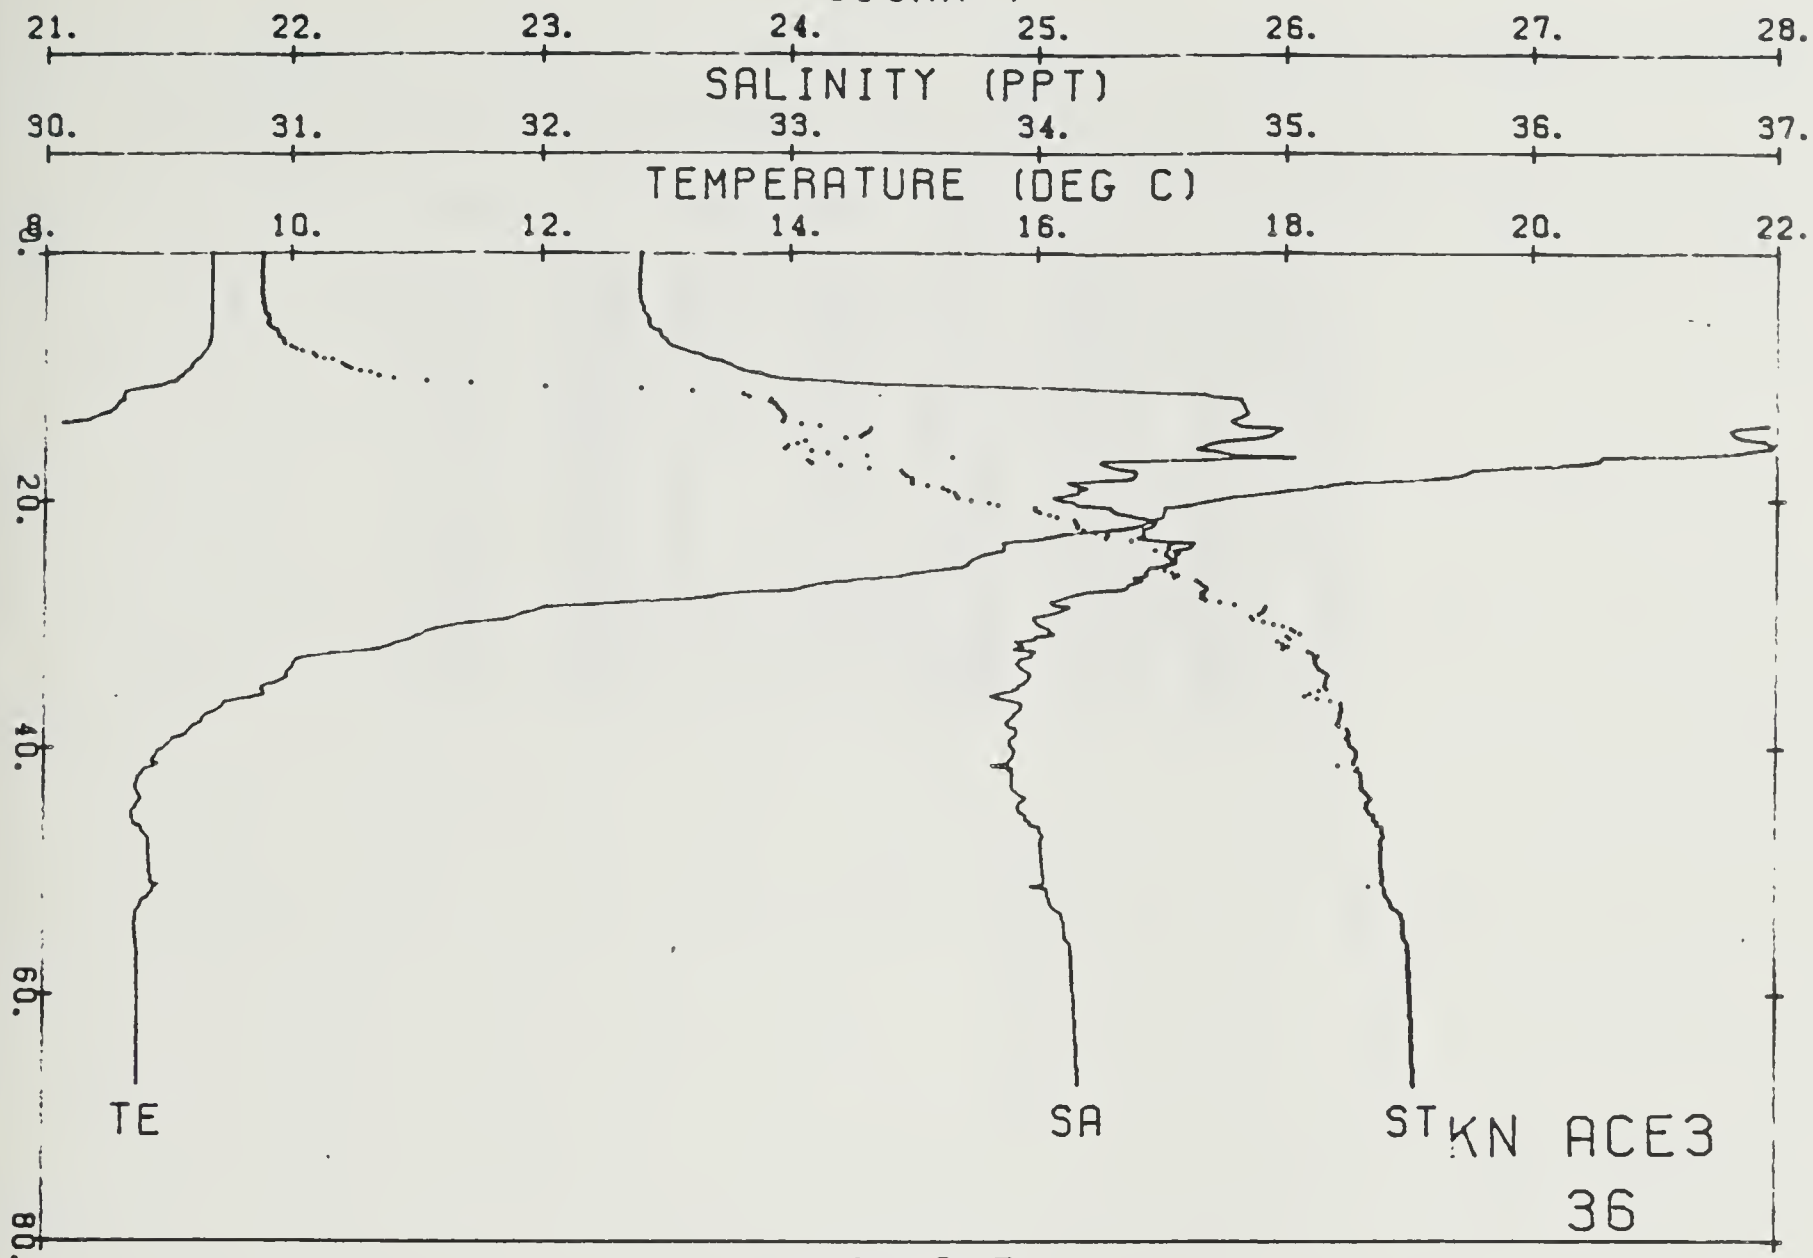 21. 22. 23. 24. 25. 26. 27. 28.
SALINITY (PPT)
30. 31. 32. 33. 34. 35. 36. 37.
TEMPERATURE (DEG C)
8. 10. 12. 14. 16. 18. 20. 22.
0.
20.
40.
60.
80.
TE SA ST KN ACE3
36